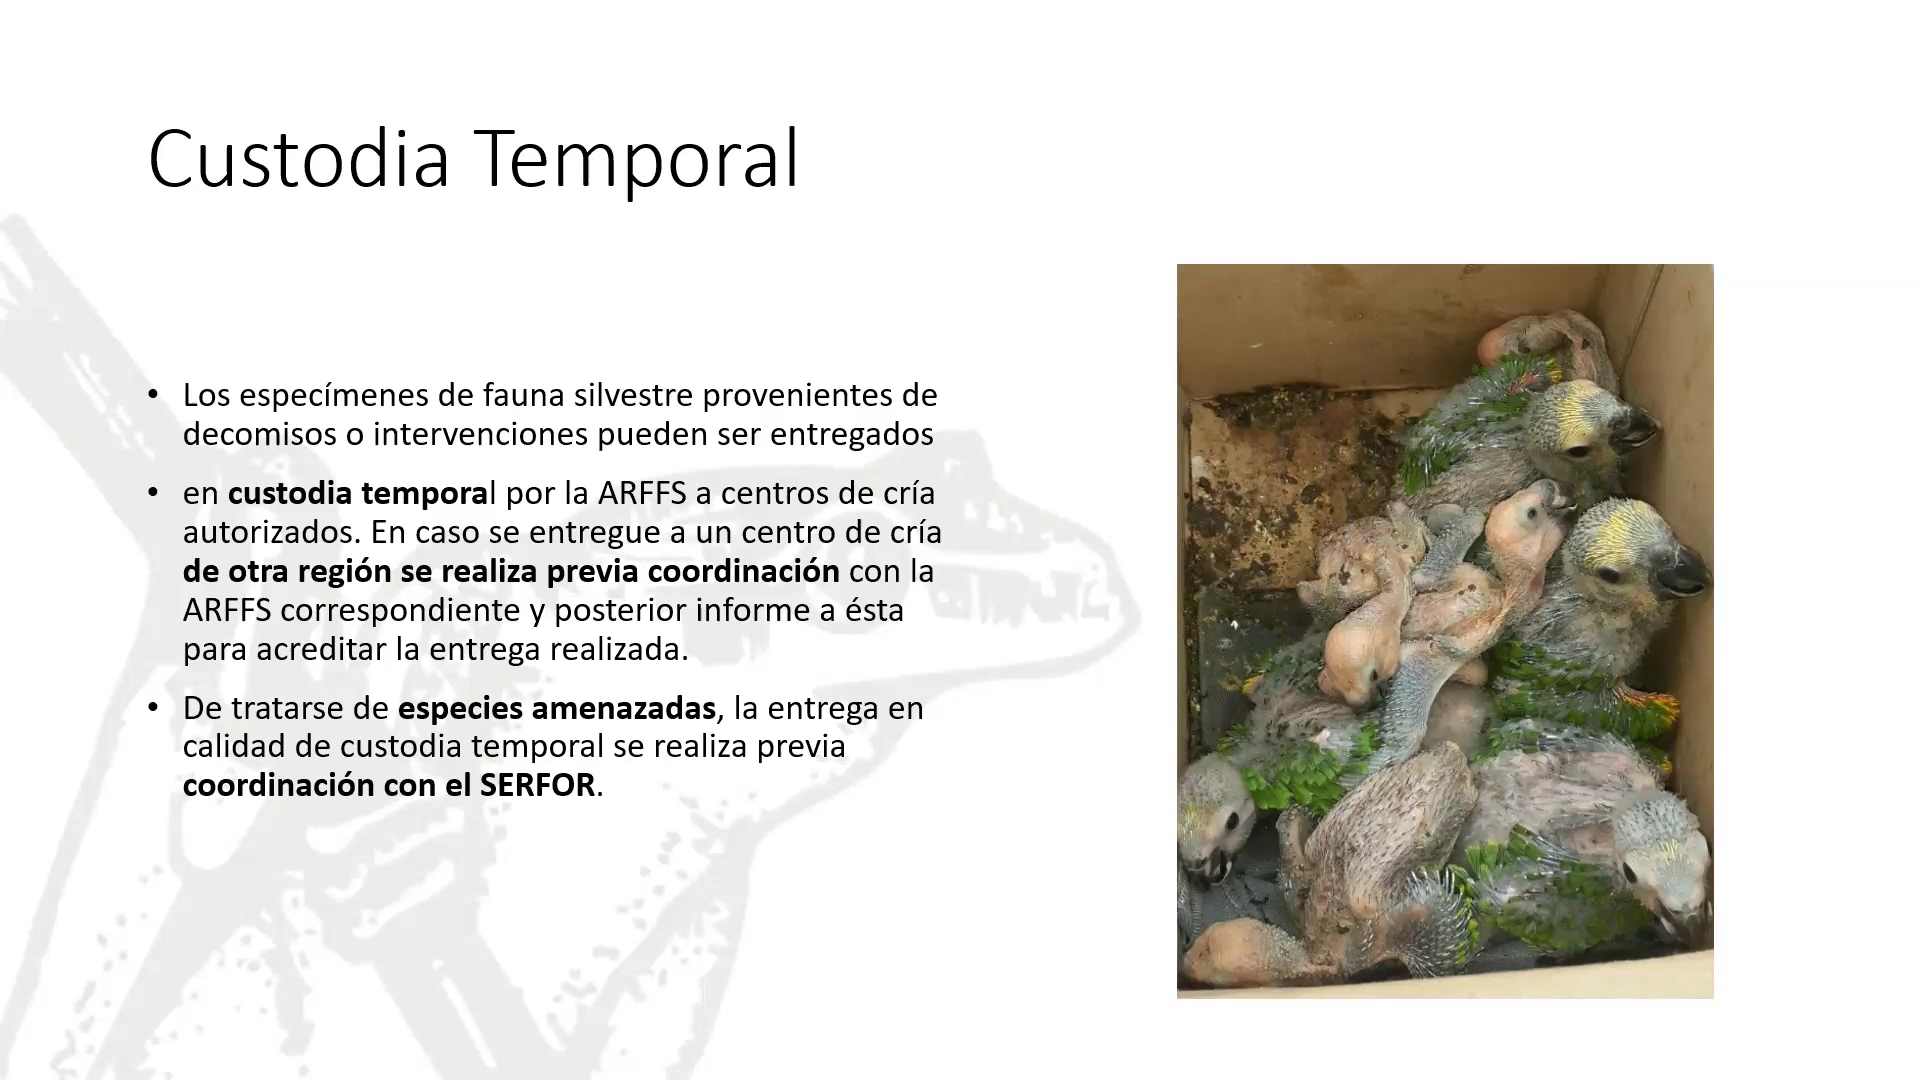 Custodia Temporal
• Los especímenes de fauna silvestre provenientes de
decomisos o intervenciones pueden ser entregados
• en custodia temporal por la ARFFS a centros de cría
autorizados. En caso se entregue a un centro de cría
de otra región se realiza previa coordinación con la
ARFFS correspondiente y posterior informe a ésta
para acreditar la entrega realizada.
• De tratarse de especies amenazadas, la entrega en
calidad de custodia temporal se realiza previa
coordinación con el SERFOR.